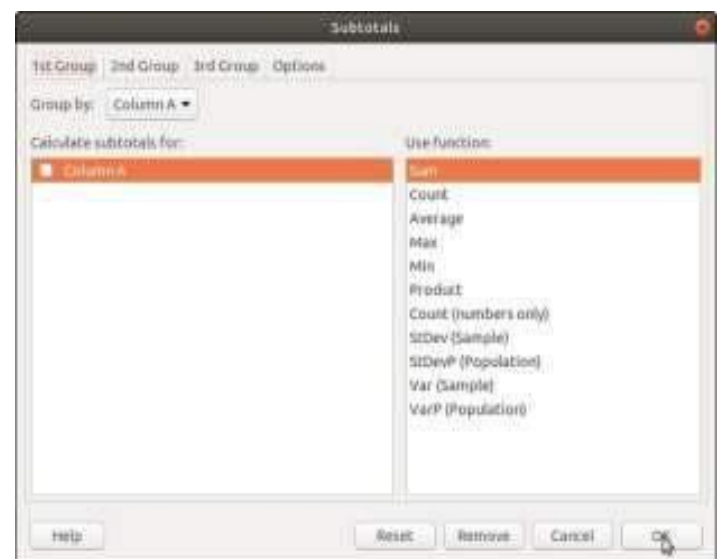 Subtotals
1st Group 2nd Group 3rd Group Options
Group by: Column A
Calculate subtotals for: Use function:
Column A
Sum
Count
Average
Max
Min
Product
Count (numbers only)
StDev (Sample)
StDevP (Population)
Var (Sample)
VarP (Population)
Help Reset Remove Cancel OK